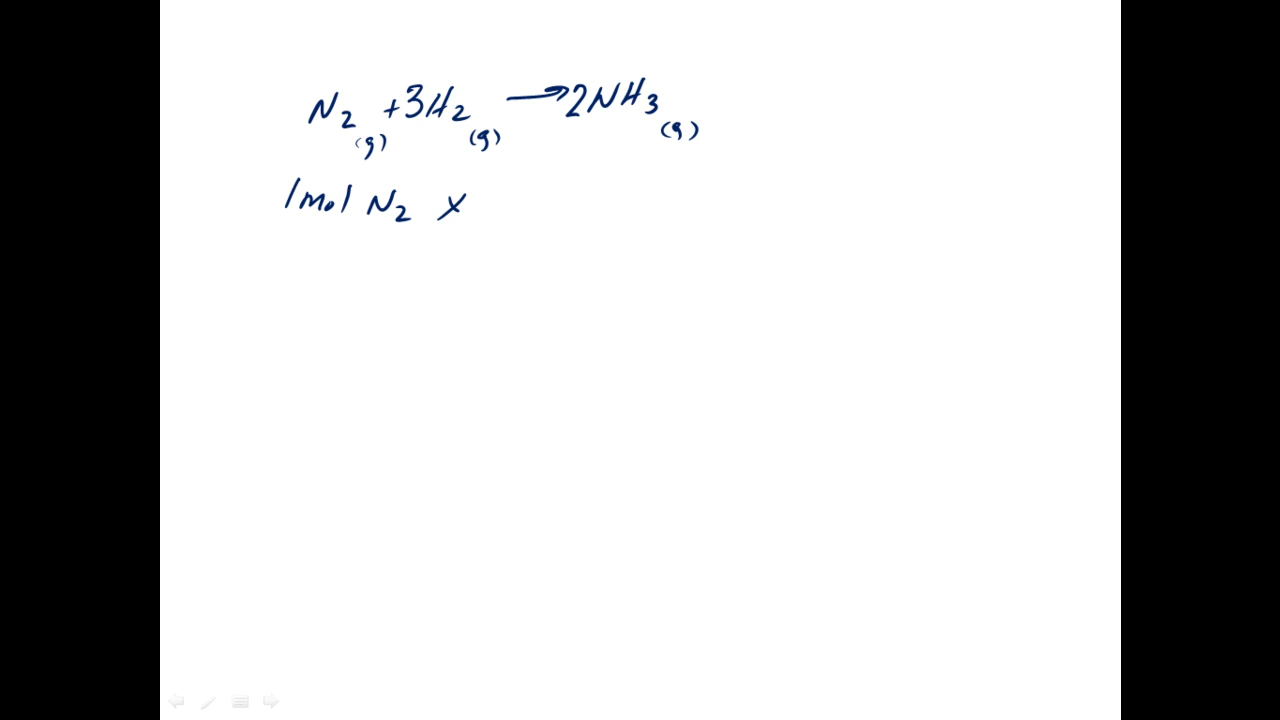 N₂(g) + 3H₂(g) → 2NH₃(g)
1mol N₂ x